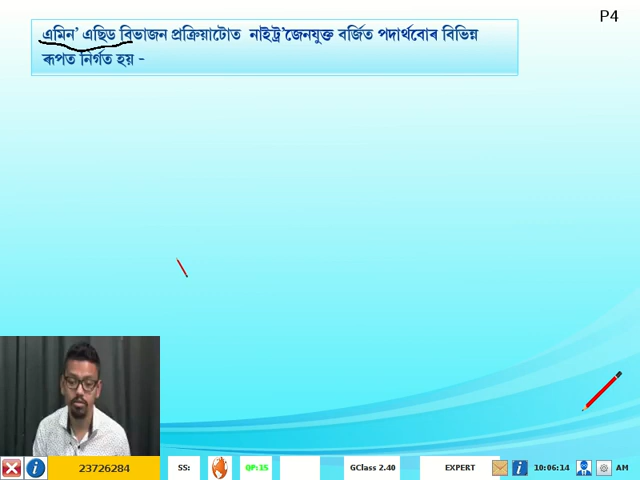 P4
এমিন’ এছিড বিভাজন প্ৰক্ৰিয়াটোত নাইট্ৰ’জেনযুক্ত বৰ্জিত পদাৰ্থবোৰ বিভিন্ন
ৰূপত নিৰ্গত হয় -
23726284 SS: QP:15 GClass 2.40 EXPERT 10:06:14 AM